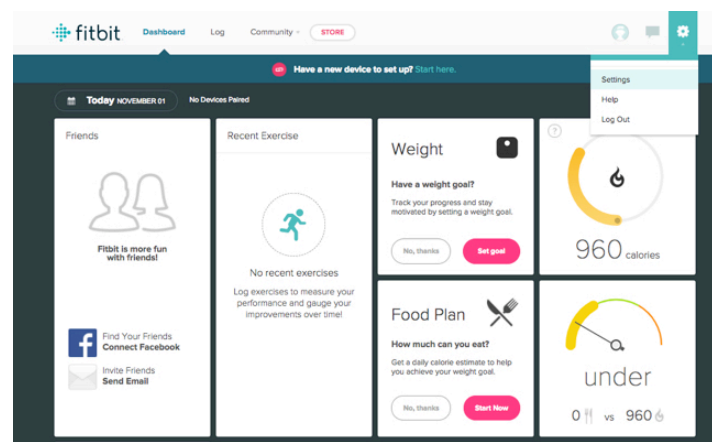 fitbit
Dashboard
Log
Community
STORE
Have a new device to set up? Start here.
Settings
Help
Log Out
Today NOVEMBER 01
No Devices Paired
Friends
Fitbit is more fun
with friends!
Find Your Friends
Connect Facebook
Invite Friends
Send Email
Recent Exercise
No recent exercises
Log exercises to measure your
performance and gauge your
improvements over time!
Weight
Have a weight goal?
Track your progress and stay
motivated by setting a weight goal.
No, thanks
Set goal
Food Plan
How much can you eat?
Get a daily calorie estimate to help
you achieve your weight goal.
No, thanks
Start Now
?
960 calories
under
0 vs 960